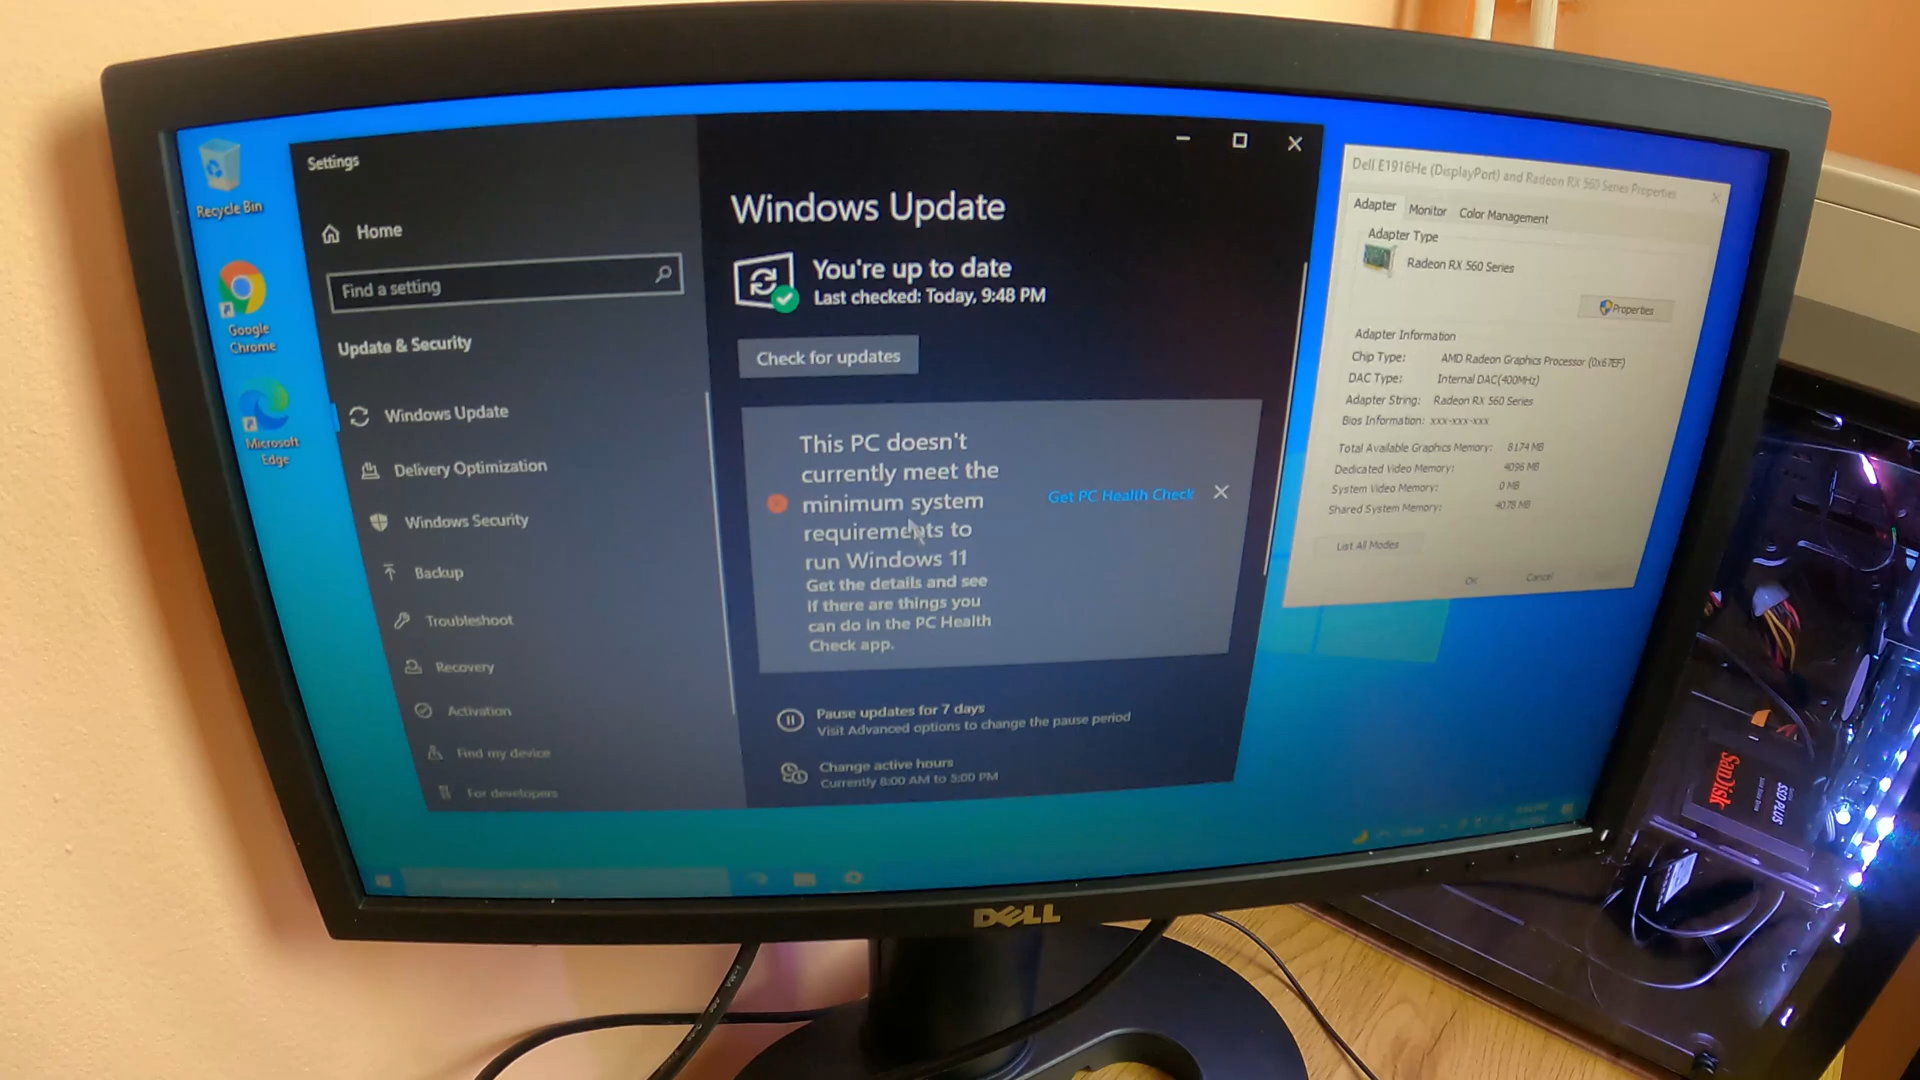 Recycle Bin
Google
Chrome
Microsoft
Edge
Settings
Home
Find a setting
Update & Security
Windows Update
Delivery Optimization
Windows Security
Backup
Troubleshoot
Recovery
Activation
Find my device
For developers
Windows Update
You're up to date
Last checked: Today, 9:48 PM
Check for updates
This PC doesn't
currently meet the
minimum system
requirements to
run Windows 11
Get the details and see
if there are things you
can do in the PC Health
Check app.
Get PC Health Check
Pause updates for 7 days
Visit Advanced options to change the pause period
Change active hours
Currently 8:00 AM to 5:00 PM
Dell E1916He (DisplayPort) and Radeon RX 560 Series Properties
Adapter Monitor Color Management
Adapter Type
Radeon RX 560 Series
Properties
Adapter Information
Chip Type: AMD Radeon Graphics Processor (0x67EF)
DAC Type: Internal DAC(400MHz)
Adapter String: Radeon RX 560 Series
Bios Information: xxx-xxx-xxx
Total Available Graphics Memory: 8174 MB
Dedicated Video Memory: 4096 MB
System Video Memory: 0 MB
Shared System Memory: 4078 MB
List All Modes
OK Cancel
DELL
SanDisk
SSD PLUS